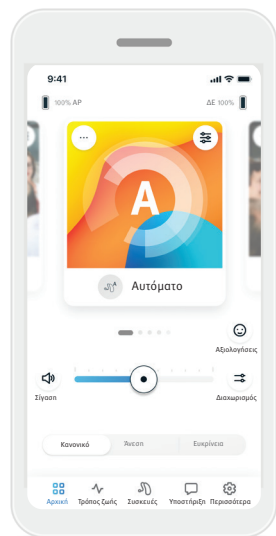 9:41
100% ΑΡ
ΔΕ 100%
A
A
Αυτόματο
Αξιολογήσεις
Σίγαση
Διαχωρισμός
Κανονικό
Άνεση
Ευκρίνεια
Αρχική
Τρόπος ζωής
Συσκευές
Υποστήριξη
Περισσότερα